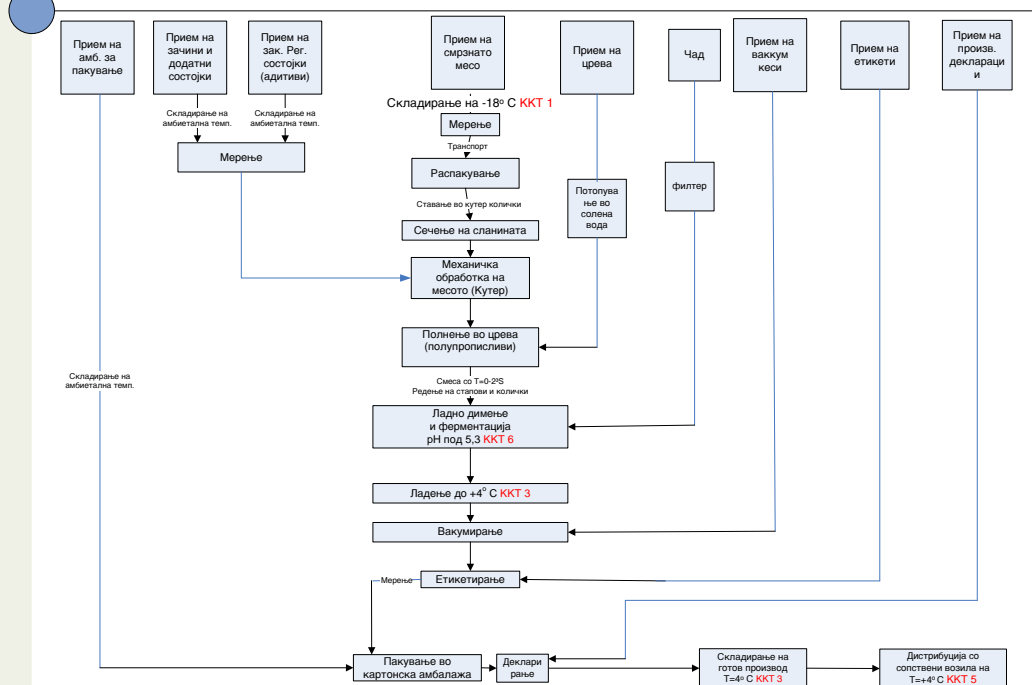 Прием на
амб. за
пакување
Прием на
зачини и
додатни
состојки
Прием на
зак. Рег.
состојки
(адитиви)
Прием на
смрзнато
месо
Прием на
црева
Чад
Прием на
ваккум
кеси
Прием на
етикети
Прием на
произв.
деклараци
и
Складирање на
амбиетална темп.
Складирање на
амбиетална темп.
Складирање на -18º С ККТ 1
Мерење
Транспорт
Мерење
Распакување
Потопува
ње во
солена
вода
филтер
Ставање во кутер колички
Сечење на сланината
Механичка
обработка на
месото (Кутер)
Полнење во црева
(полупрописливи)
Складирање на
амбиетална темп.
Смеса со Т=0-2ºS
Редење на стапови и колички
Ладно димење
и ферментација
pH под 5,3 ККТ 6
Ладење до +4º С ККТ 3
Вакумирање
Мерење
Етикетирање
Пакување во
картонска амбалажа
Деклари
рање
Складирање на
готов производ
Т=4º С ККТ 3
Дистрибуција со
сопствени возила на
Т=+4º С ККТ 5